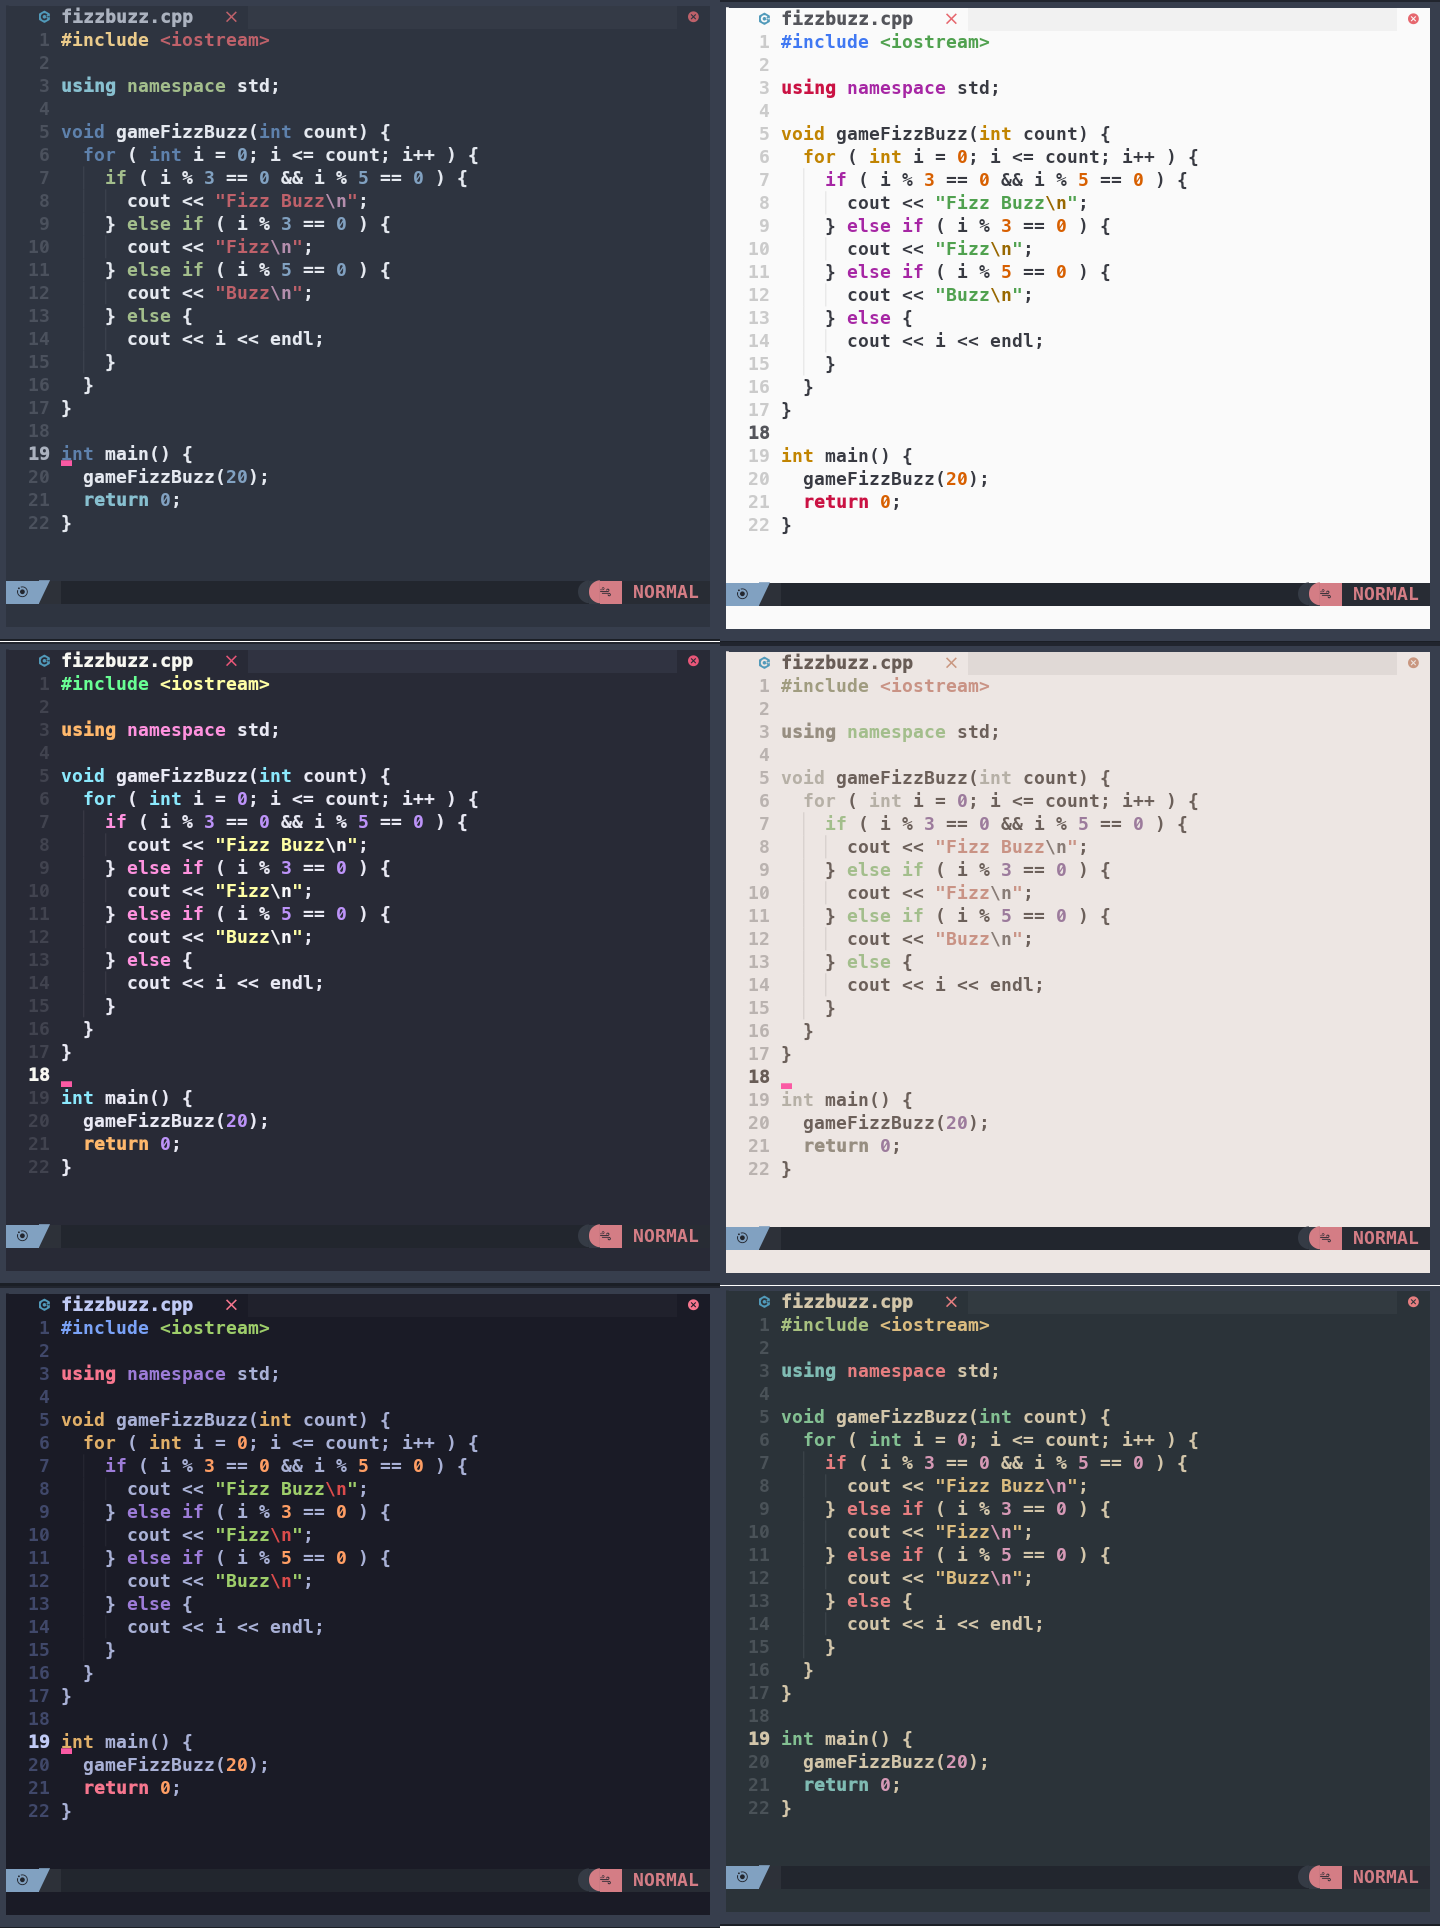 fizzbuzz.cpp
1 #include <iostream>
2
3 using namespace std;
4
5 void gameFizzBuzz(int count) {
6   for ( int i = 0; i <= count; i++ ) {
7     if ( i % 3 == 0 && i % 5 == 0 ) {
8       cout << "Fizz Buzz\n";
9     } else if ( i % 3 == 0 ) {
10       cout << "Fizz\n";
11     } else if ( i % 5 == 0 ) {
12       cout << "Buzz\n";
13     } else {
14       cout << i << endl;
15     }
16   }
17 }
18
19 int main() {
20   gameFizzBuzz(20);
21   return 0;
22 }
NORMAL
fizzbuzz.cpp
1 #include <iostream>
2
3 using namespace std;
4
5 void gameFizzBuzz(int count) {
6   for ( int i = 0; i <= count; i++ ) {
7     if ( i % 3 == 0 && i % 5 == 0 ) {
8       cout << "Fizz Buzz\n";
9     } else if ( i % 3 == 0 ) {
10       cout << "Fizz\n";
11     } else if ( i % 5 == 0 ) {
12       cout << "Buzz\n";
13     } else {
14       cout << i << endl;
15     }
16   }
17 }
18
19 int main() {
20   gameFizzBuzz(20);
21   return 0;
22 }
NORMAL
fizzbuzz.cpp
1 #include <iostream>
2
3 using namespace std;
4
5 void gameFizzBuzz(int count) {
6   for ( int i = 0; i <= count; i++ ) {
7     if ( i % 3 == 0 && i % 5 == 0 ) {
8       cout << "Fizz Buzz\n";
9     } else if ( i % 3 == 0 ) {
10       cout << "Fizz\n";
11     } else if ( i % 5 == 0 ) {
12       cout << "Buzz\n";
13     } else {
14       cout << i << endl;
15     }
16   }
17 }
18
19 int main() {
20   gameFizzBuzz(20);
21   return 0;
22 }
NORMAL
fizzbuzz.cpp
1 #include <iostream>
2
3 using namespace std;
4
5 void gameFizzBuzz(int count) {
6   for ( int i = 0; i <= count; i++ ) {
7     if ( i % 3 == 0 && i % 5 == 0 ) {
8       cout << "Fizz Buzz\n";
9     } else if ( i % 3 == 0 ) {
10       cout << "Fizz\n";
11     } else if ( i % 5 == 0 ) {
12       cout << "Buzz\n";
13     } else {
14       cout << i << endl;
15     }
16   }
17 }
18
19 int main() {
20   gameFizzBuzz(20);
21   return 0;
22 }
NORMAL
fizzbuzz.cpp
1 #include <iostream>
2
3 using namespace std;
4
5 void gameFizzBuzz(int count) {
6   for ( int i = 0; i <= count; i++ ) {
7     if ( i % 3 == 0 && i % 5 == 0 ) {
8       cout << "Fizz Buzz\n";
9     } else if ( i % 3 == 0 ) {
10       cout << "Fizz\n";
11     } else if ( i % 5 == 0 ) {
12       cout << "Buzz\n";
13     } else {
14       cout << i << endl;
15     }
16   }
17 }
18
19 int main() {
20   gameFizzBuzz(20);
21   return 0;
22 }
NORMAL
fizzbuzz.cpp
1 #include <iostream>
2
3 using namespace std;
4
5 void gameFizzBuzz(int count) {
6   for ( int i = 0; i <= count; i++ ) {
7     if ( i % 3 == 0 && i % 5 == 0 ) {
8       cout << "Fizz Buzz\n";
9     } else if ( i % 3 == 0 ) {
10       cout << "Fizz\n";
11     } else if ( i % 5 == 0 ) {
12       cout << "Buzz\n";
13     } else {
14       cout << i << endl;
15     }
16   }
17 }
18
19 int main() {
20   gameFizzBuzz(20);
21   return 0;
22 }
NORMAL